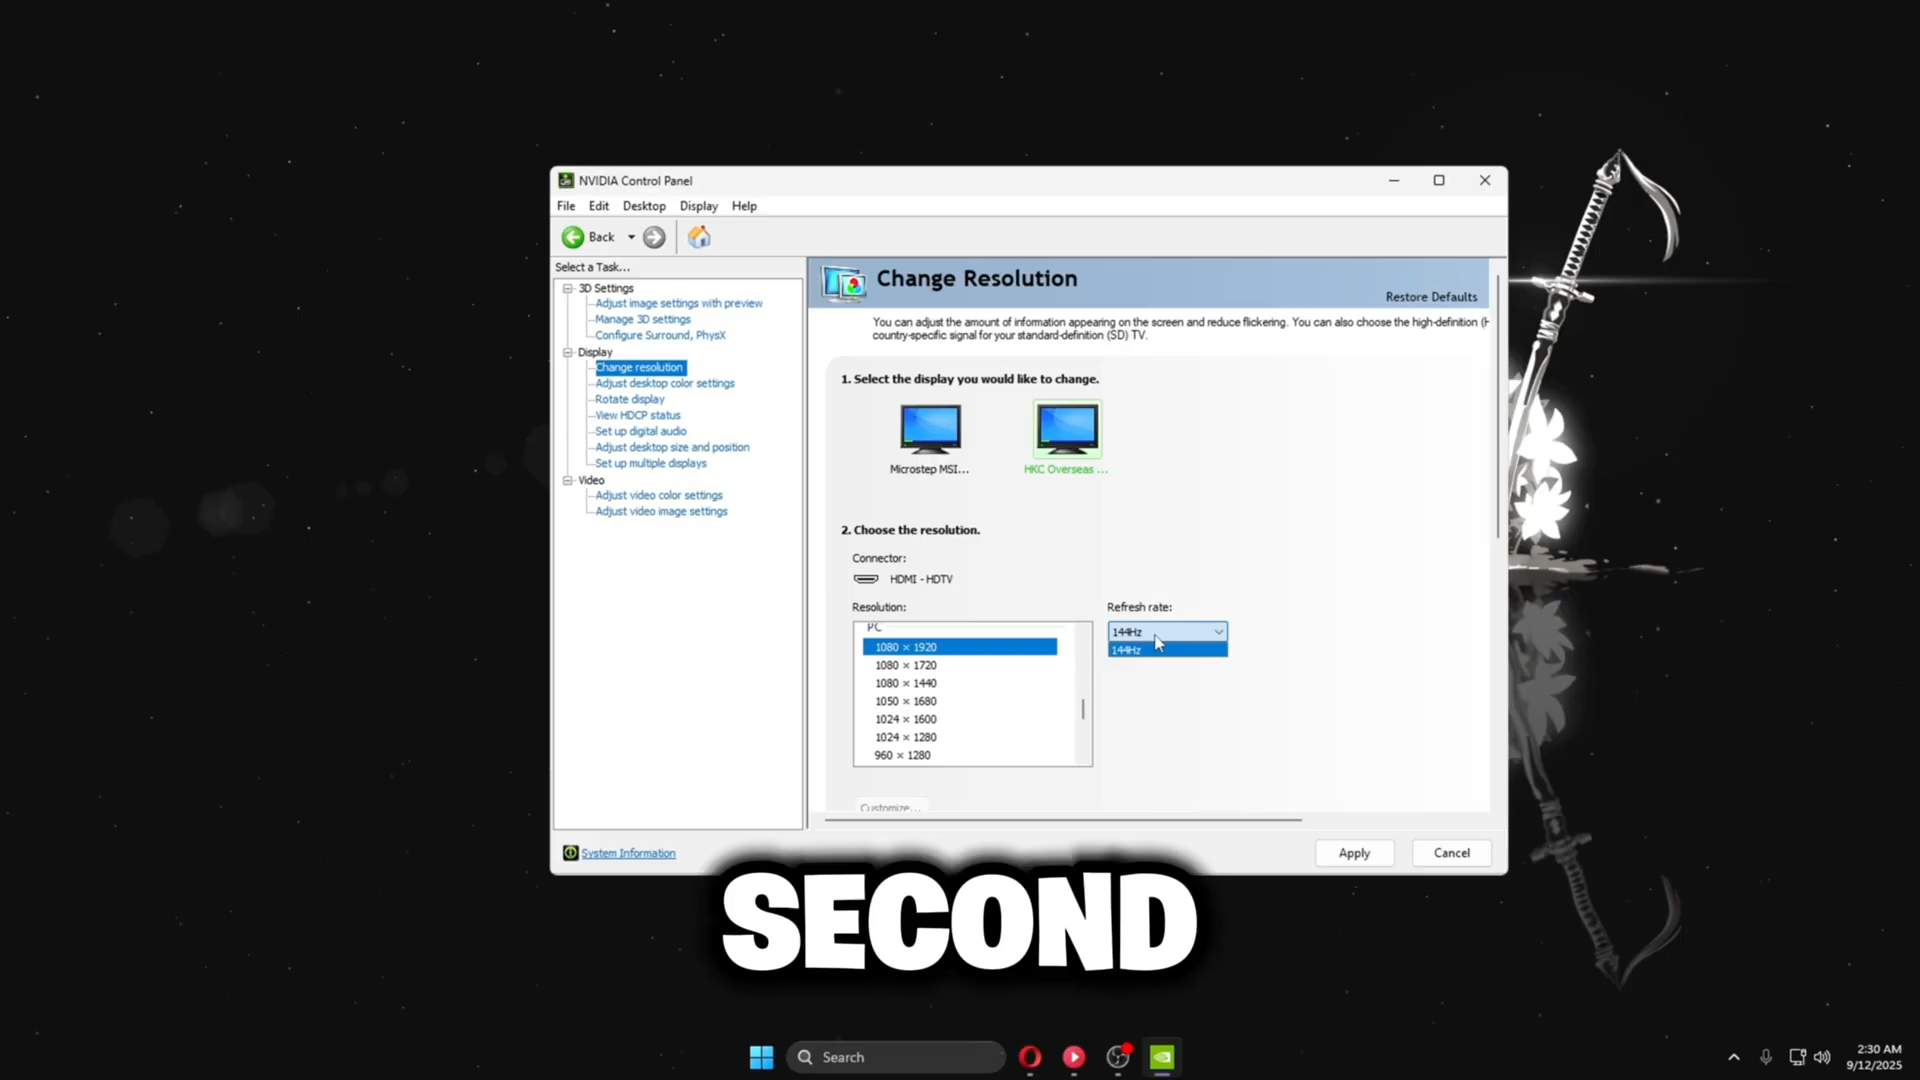 NVIDIA Control Panel
File Edit Desktop Display Help
Back
Select a Task...
3D Settings
Adjust image settings with preview
Manage 3D settings
Configure Surround, PhysX
Display
Change resolution
Adjust desktop color settings
Rotate display
View HDCP status
Set up digital audio
Adjust desktop size and position
Set up multiple displays
Video
Adjust video color settings
Adjust video image settings
System Information
Change Resolution
Restore Defaults
You can adjust the amount of information appearing on the screen and reduce flickering. You can also choose the high-definition (H
country-specific signal for your standard-definition (SD) TV.
1. Select the display you would like to change.
Microstep MSI...
HKC Overseas ...
2. Choose the resolution.
Connector:
HDMI - HDTV
Resolution:
PC
1080 × 1920
1080 × 1720
1080 × 1440
1050 × 1680
1024 × 1600
1024 × 1280
960 × 1280
Refresh rate:
144Hz
144Hz
Customize...
Apply
Cancel
SECOND
Search
2:30 AM
9/12/2025